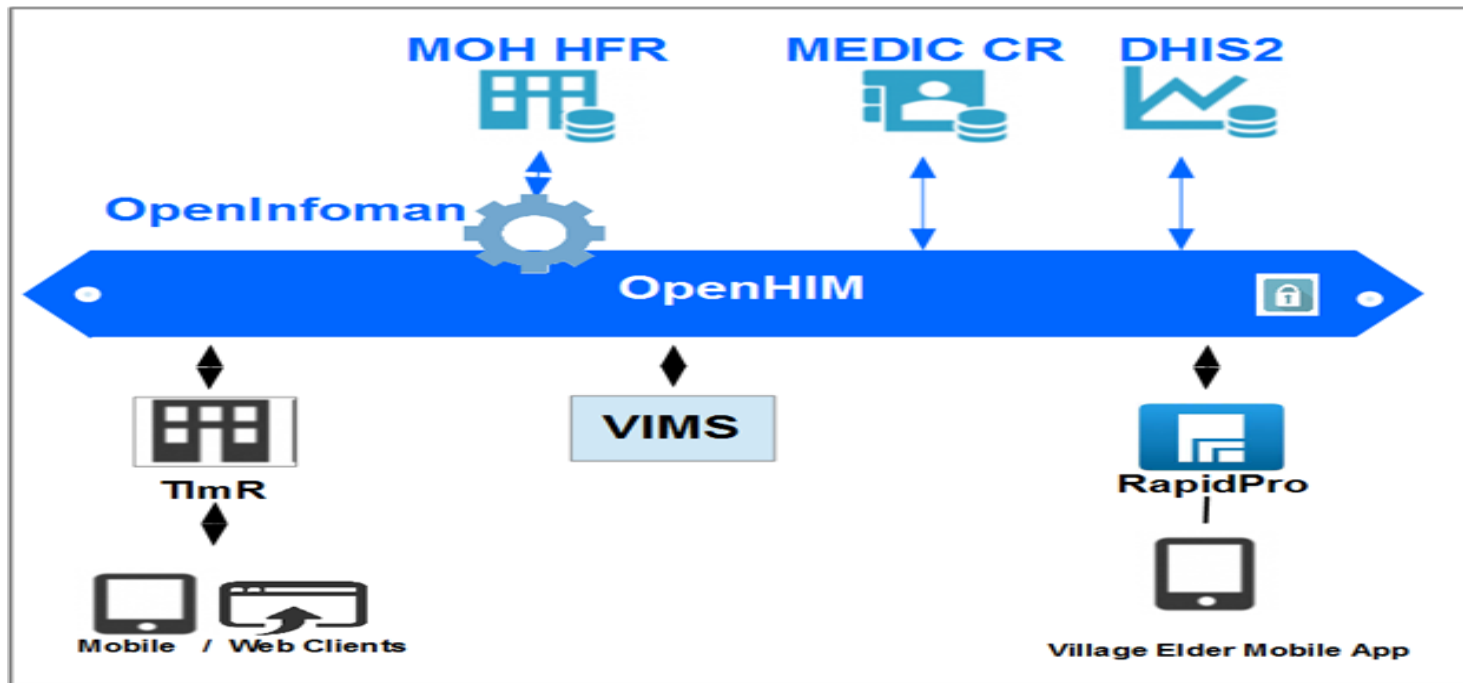 MOH HFR
MEDIC CR
DHIS2
OpenInfoman
OpenHIM
VIMS
TImR
RapidPro
Mobile / Web Clients
Village Elder Mobile App